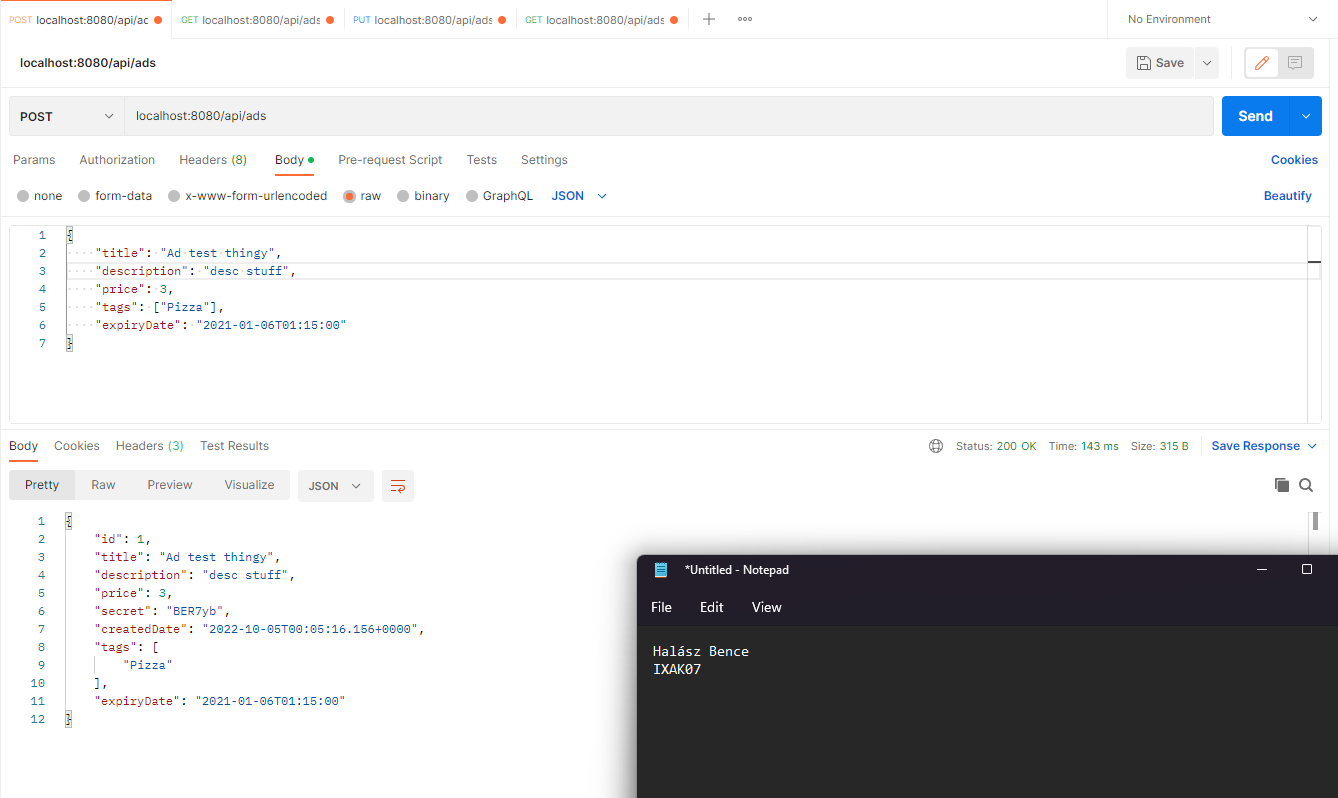 POST localhost:8080/api/ac GET localhost:8080/api/ads PUT localhost:8080/api/ads GET localhost:8080/api/ads No Environment
localhost:8080/api/ads Save
POST localhost:8080/api/ads Send
Params Authorization Headers (8) Body Pre-request Script Tests Settings Cookies
none form-data x-www-form-urlencoded raw binary GraphQL JSON Beautify
1 {
2 "title": "Ad test thingy",
3 "description": "desc stuff",
4 "price": 3,
5 "tags": ["Pizza"],
6 "expiryDate": "2021-01-06T01:15:00"
7 }
Body Cookies Headers (3) Test Results Status: 200 OK Time: 143 ms Size: 315 B Save Response
Pretty Raw Preview Visualize JSON
1 {
2 "id": 1,
3 "title": "Ad test thingy",
4 "description": "desc stuff",
5 "price": 3,
6 "secret": "BER7yb",
7 "createdDate": "2022-10-05T00:05:16.156+0000",
8 "tags": [
9 "Pizza"
10 ],
11 "expiryDate": "2021-01-06T01:15:00"
12 }
*Untitled - Notepad
File Edit View
Halász Bence
IXAK07